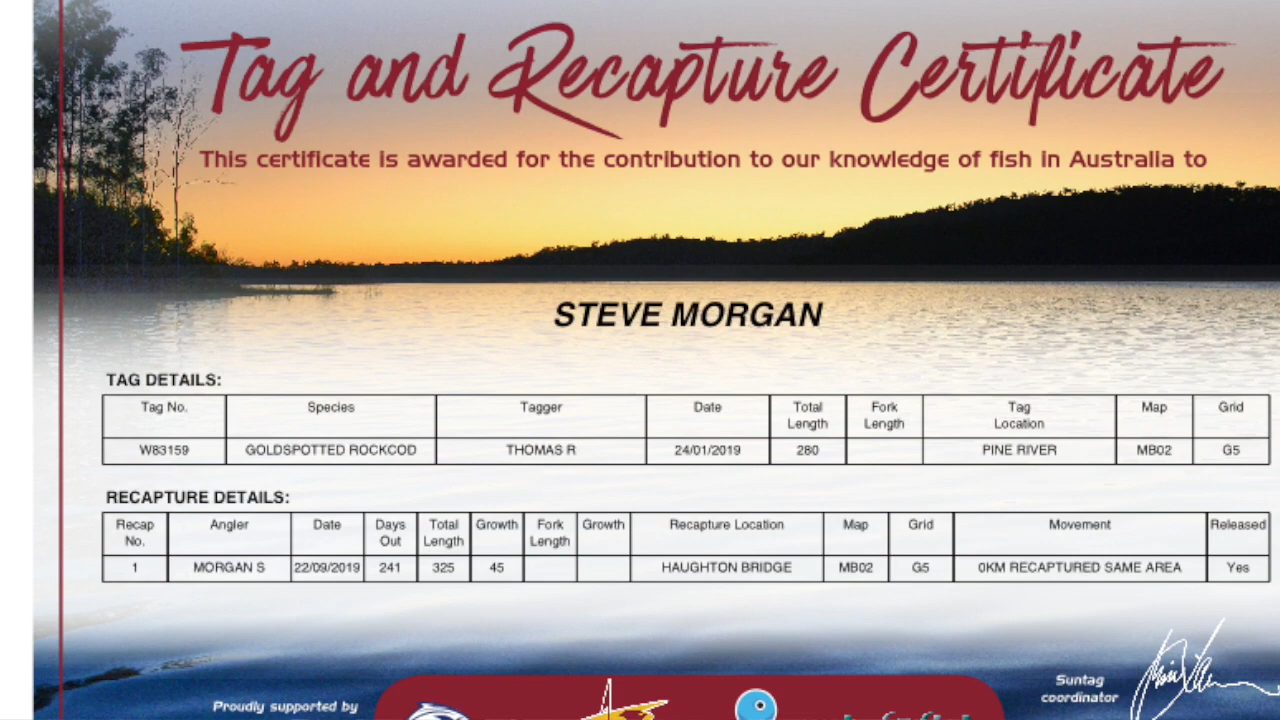 Tag and Recapture Certificate
This certificate is awarded for the contribution to our knowledge of fish in Australia to
STEVE MORGAN
TAG DETAILS:
Tag No. Species Tagger Date Total Length Fork Length Tag Location Map Grid
W83159 GOLDSPOTTED ROCKCOD THOMAS R 24/01/2019 280 PINE RIVER MB02 G5
RECAPTURE DETAILS:
Recap No. Angler Date Days Out Total Length Growth Fork Length Growth Recapture Location Map Grid Movement Released
1 MORGAN S 22/09/2019 241 325 45 HAUGHTON BRIDGE MB02 G5 0KM RECAPTURED SAME AREA Yes
Suntag
coordinator
Proudly supported by